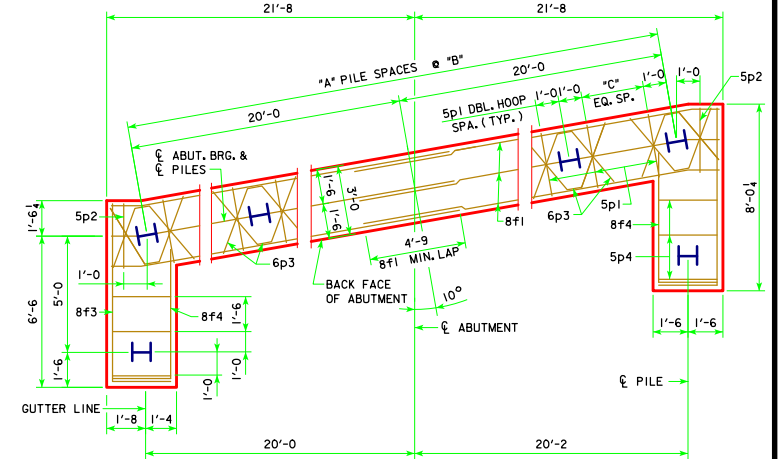 21'-8 21'-8
"A" PILE SPACES @ "B"
20'-0
20'-0
5p1 DBL. HOOP
SPA. (TYP.)
1'-0 1'-0
"C"
EQ. SP.
1'-0 1'-0
5p2
℄ ABUT. BRG. &
℄ PILES
1'-6¼
5p2
1'-6
1'-6
3'-0
8f1
6p3
5p1
8f4
5p4
8'-0¼
6p3
4'-9
8f1 MIN. LAP
BACK FACE
OF ABUTMENT
10°
℄ ABUTMENT
1'-0
6'-6
5'-0
1'-6
8f3
8f4
1'-6
1'-0
1'-0
1'-6 1'-6
℄ PILE
GUTTER LINE
1'-8 1'-4
20'-0 20'-2